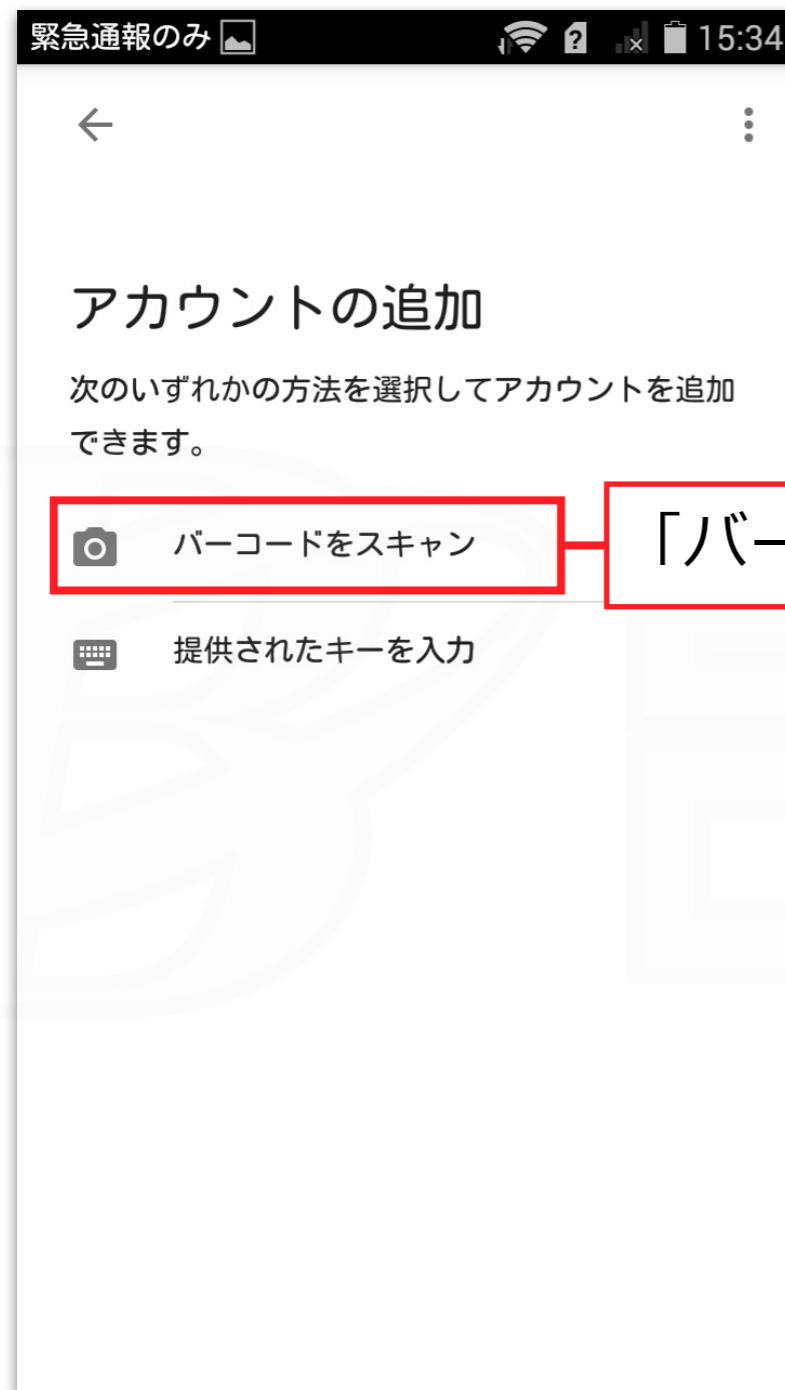 緊急通報のみ
15:34
アカウントの追加
次のいずれかの方法を選択してアカウントを追加
できます。
バーコードをスキャン
「バー
提供されたキーを入力